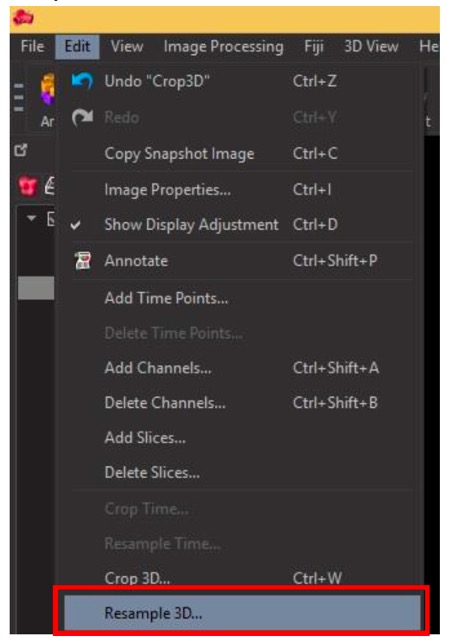 File Edit View Image Processing Fiji 3D View He
Undo "Crop3D" Ctrl+Z
Ar Redo Ctrl+Y t
Copy Snapshot Image Ctrl+C
Image Properties... Ctrl+I
Show Display Adjustment Ctrl+D
Annotate Ctrl+Shift+P
Add Time Points...
Delete Time Points...
Add Channels... Ctrl+Shift+A
Delete Channels... Ctrl+Shift+B
Add Slices...
Delete Slices...
Crop Time...
Resample Time...
Crop 3D... Ctrl+W
Resample 3D...